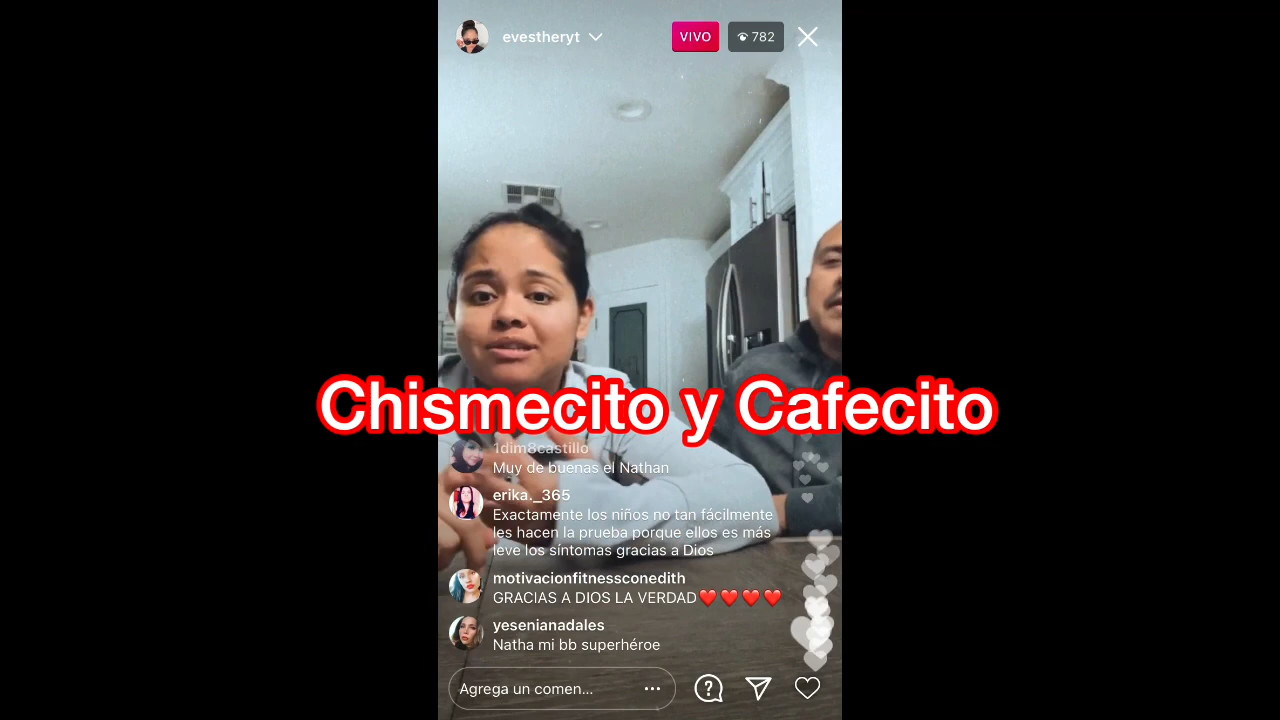 evestheryt
VIVO
782
Chismecito y Cafecito
1dim8castillo
Muy de buenas el Nathan
erika._365
Exactamente los niños no tan fácilmente
les hacen la prueba porque ellos es más
leve los síntomas gracias a Dios
motivacionfitnessconedith
GRACIAS A DIOS LA VERDAD❤️❤️❤️❤️
yesenianadales
Natha mi bb superhéroe
Agrega un comen...